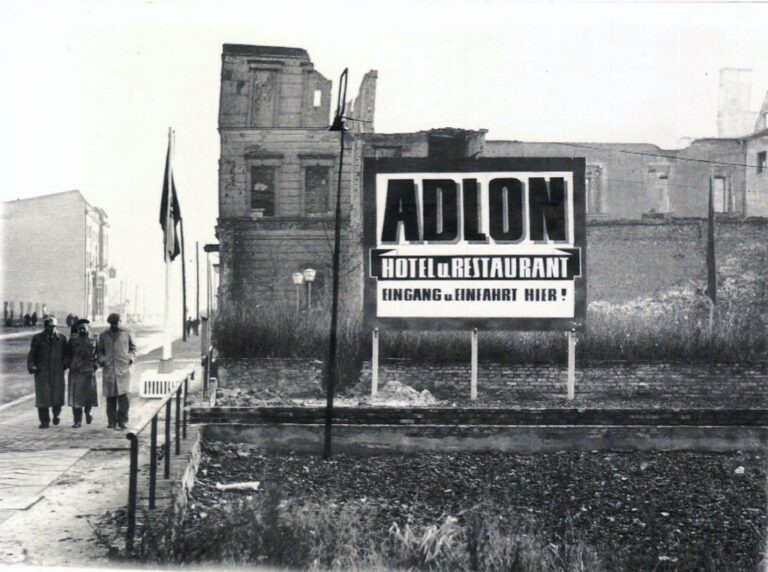 ADLON
HOTEL u. RESTAURANT
EINGANG u. EINFAHRT HIER!